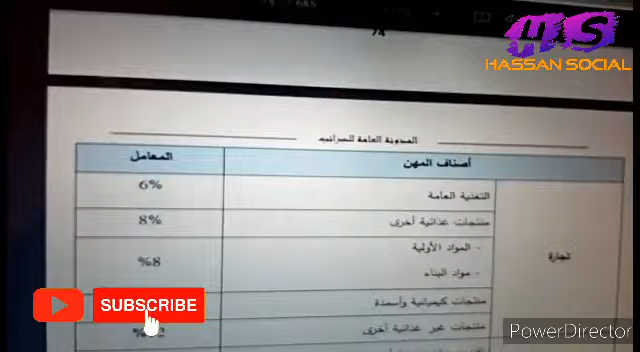 74
HS
HASSAN SOCIAL
المدونة العامة للضرائب
أصناف المهن
المعامل
تجارة
التغذية العامة
6%
منتجات غذائية أخرى
8%
- المواد الأولية
- مواد البناء
%8
منتجات كيميائية وأسمدة
منتجات غير غذائية أخرى
SUBSCRIBE
PowerDirector